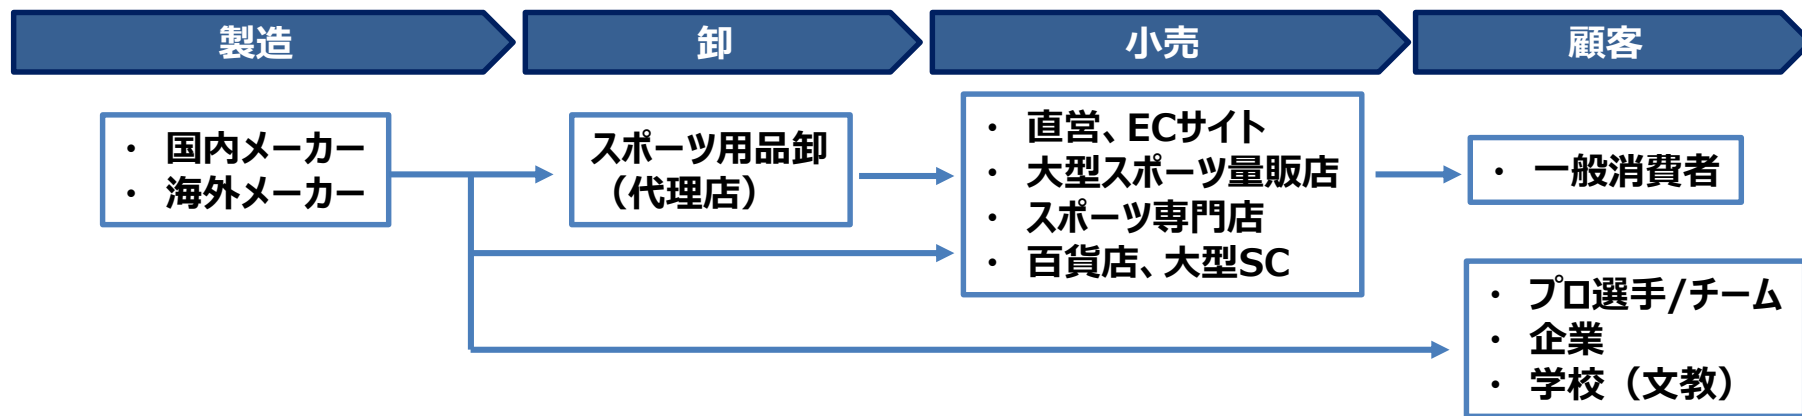 製造
卸
小売
顧客
・ 国内メーカー
・ 海外メーカー
スポーツ用品卸
（代理店）
・ 直営、ECサイト
・ 大型スポーツ量販店
・ スポーツ専門店
・ 百貨店、大型SC
・ 一般消費者
・ プロ選手/チーム
・ 企業
・ 学校（文教）